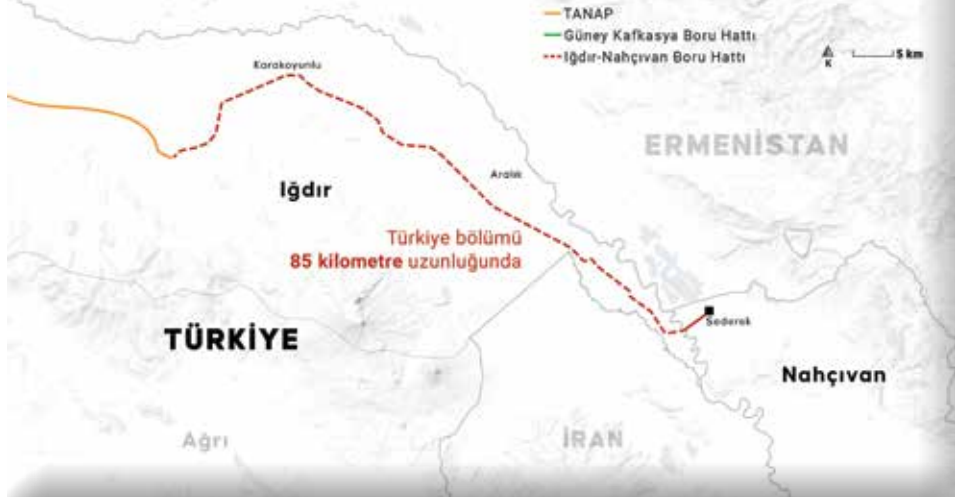 TANAP
Güney Kafkasya Boru Hattı
Iğdır-Nahçıvan Boru Hattı
K
5 km
Karakoyunlu
ERMENİSTAN
Iğdır
Aralık
Türkiye bölümü
85 kilometre uzunluğunda
Sederek
TÜRKİYE
Nahçıvan
Ağrı
İRAN